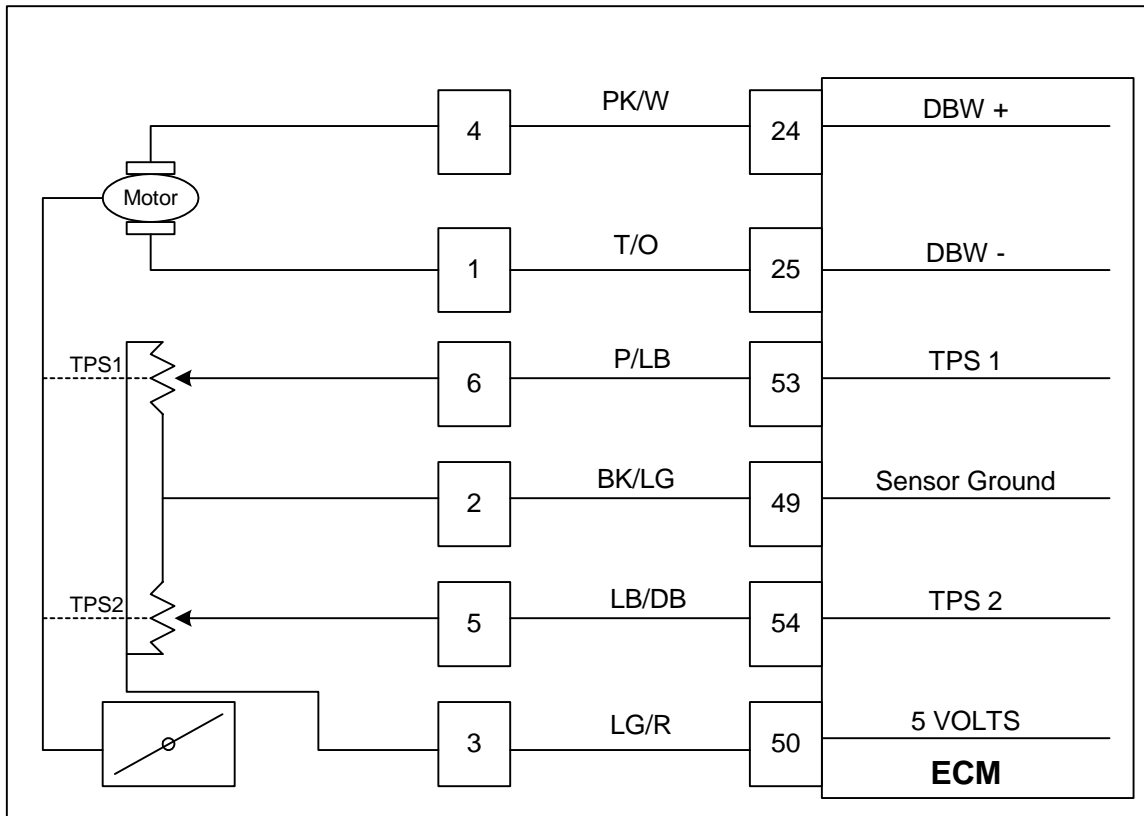 PK/W
4
24
DBW +
Motor
T/O
1
25
DBW -
TPS1
P/LB
6
53
TPS 1
BK/LG
2
49
Sensor Ground
TPS2
LB/DB
5
54
TPS 2
LG/R
3
50
5 VOLTS
ECM